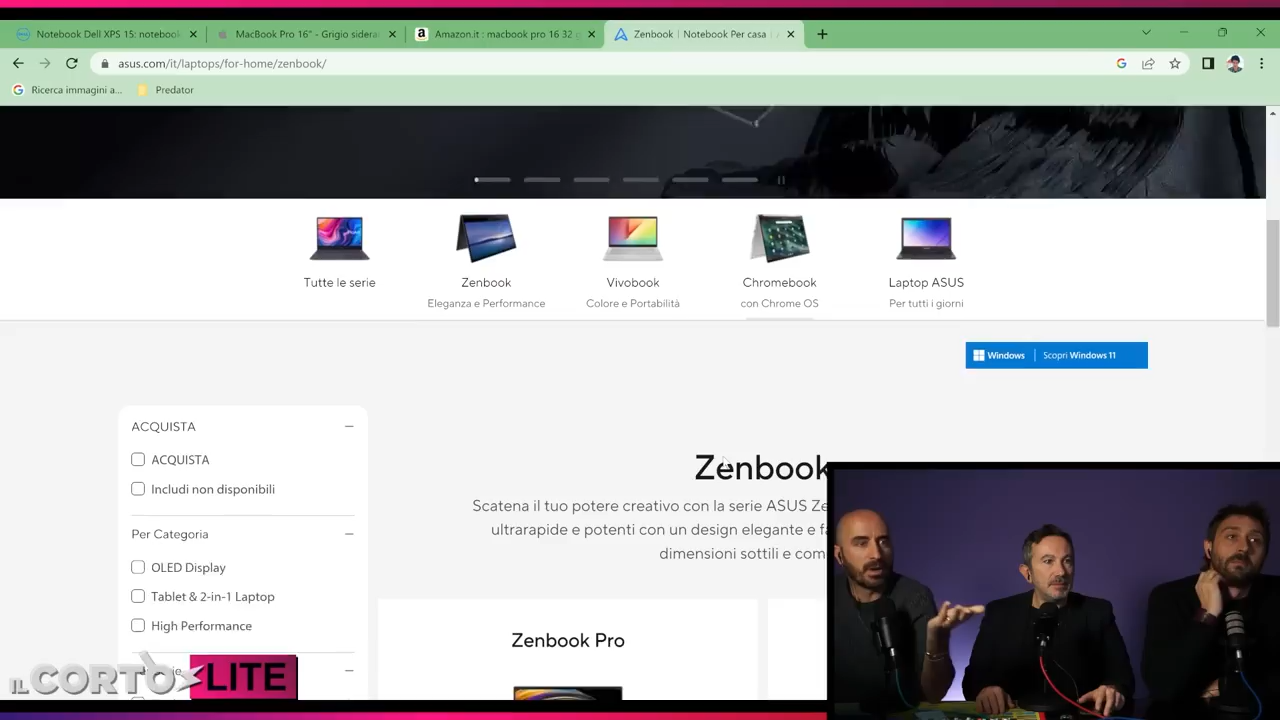 Notebook Dell XPS 15: notebook
MacBook Pro 16" - Grigio sideral
Amazon.it : macbook pro 16 32 g
Zenbook | Notebook Per casa |
asus.com/it/laptops/for-home/zenbook/
Ricerca immagini a...
Predator
Tutte le serie
Zenbook
Eleganza e Performance
Vivobook
Colore e Portabilità
Chromebook
con Chrome OS
Laptop ASUS
Per tutti i giorni
Windows | Scopri Windows 11
ACQUISTA
ACQUISTA
Includi non disponibili
Per Categoria
OLED Display
Tablet & 2-in-1 Laptop
High Performance
Zenbook
Scatena il tuo potere creativo con la serie ASUS Ze
ultrarapide e potenti con un design elegante e fa
dimensioni sottili e com
Zenbook Pro
IL CORTO LITE